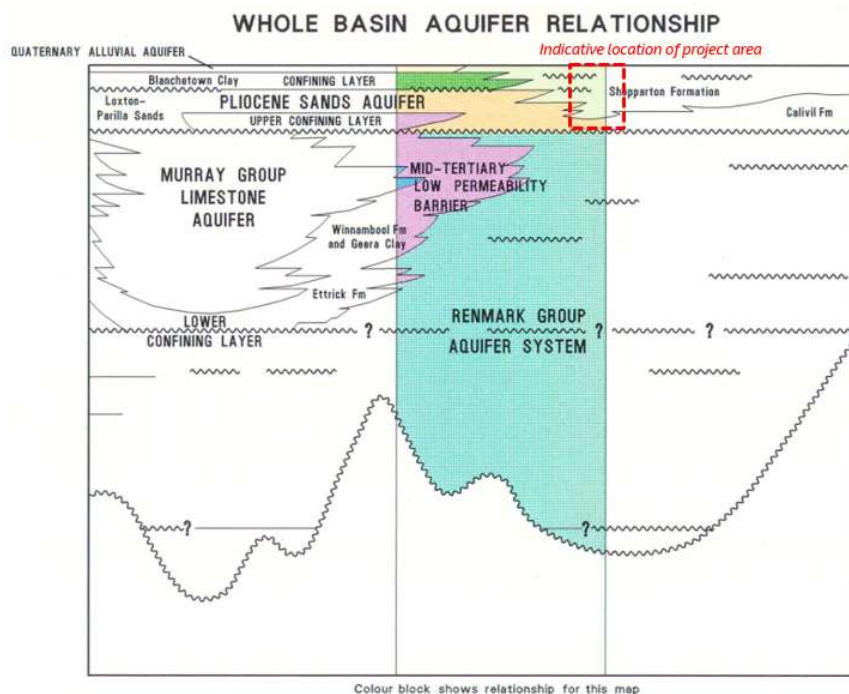 WHOLE BASIN AQUIFER RELATIONSHIP
QUATERNARY ALLUVIAL AQUIFER
Indicative location of project area
Blanchetown Clay
CONFINING LAYER
Shepparton Formation
Loxton-
Parilla Sands
PLIOCENE SANDS AQUIFER
Calivil Fm
UPPER CONFINING LAYER
MURRAY GROUP
LIMESTONE
AQUIFER
MID-TERTIARY
LOW PERMEABILITY
BARRIER
Winnambool Fm
and Geera Clay
Ettrick Fm
LOWER
CONFINING LAYER
?
RENMARK GROUP
AQUIFER SYSTEM
?
?
?
?
Colour block shows relationship for this map